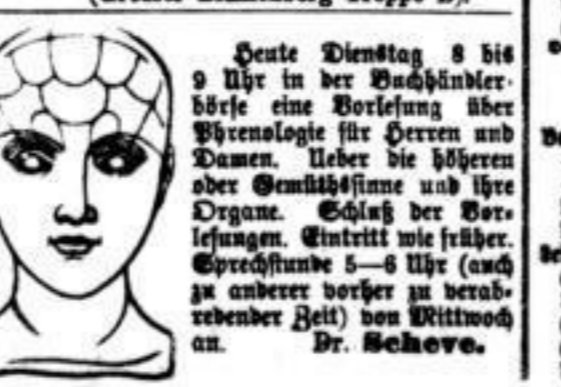 Heute Dienstag 8 bis
9 Uhr in der Buchhändler-
börse eine Vorlesung über
Phrenologie für Herren und
Damen. Ueber die höheren
oder Gemüthssinne und ihre
Organe. Schluß der Vor-
lesungen. Eintritt wie früher.
Sprechstunde 5—6 Uhr (auch
zu anderer vorher zu verab-
redender Zeit) von Mittwoch
an. Dr. Scheve.